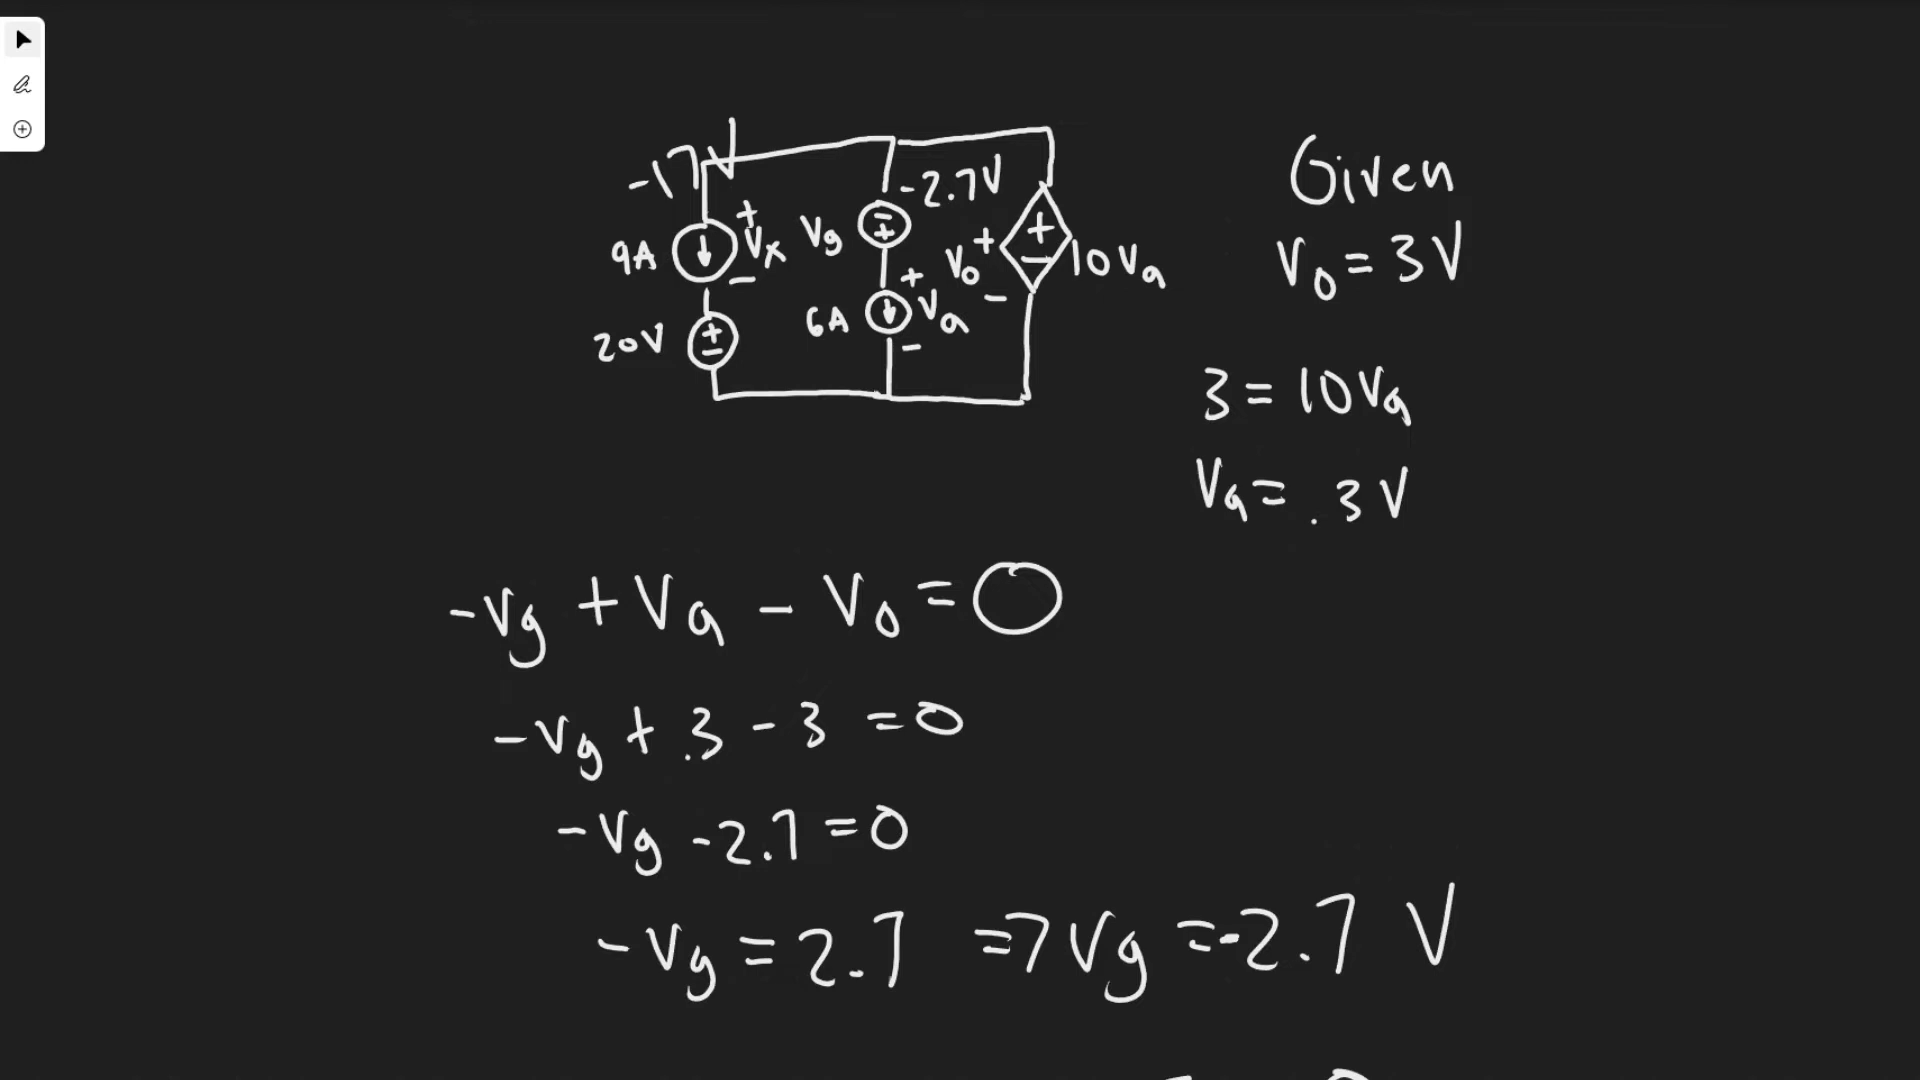 -17V
-2.7V
9A
+
Vx
-
Vg
-
+
+
Vo
-
+
-
10Va
20V
+
-
6A
+
Va
-
Given
Vo = 3V
3 = 10Va
Va = .3V
-Vg + Va - Vo = 0
-Vg + .3 - 3 = 0
-Vg -2.7 = 0
-Vg = 2.7 => Vg = -2.7 V